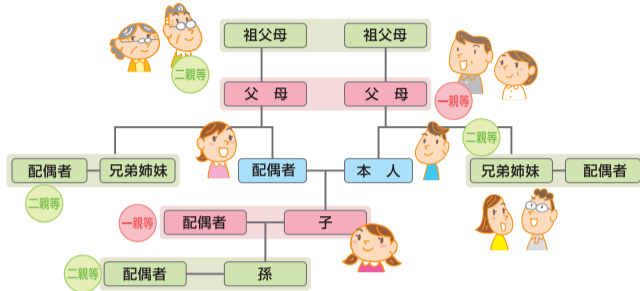 祖父母 祖父母
二親等
父 母 父 母
一親等
二親等
配偶者 兄弟姉妹 配偶者 本 人 兄弟姉妹 配偶者
二親等
一親等 配偶者 子
二親等 配偶者 孫